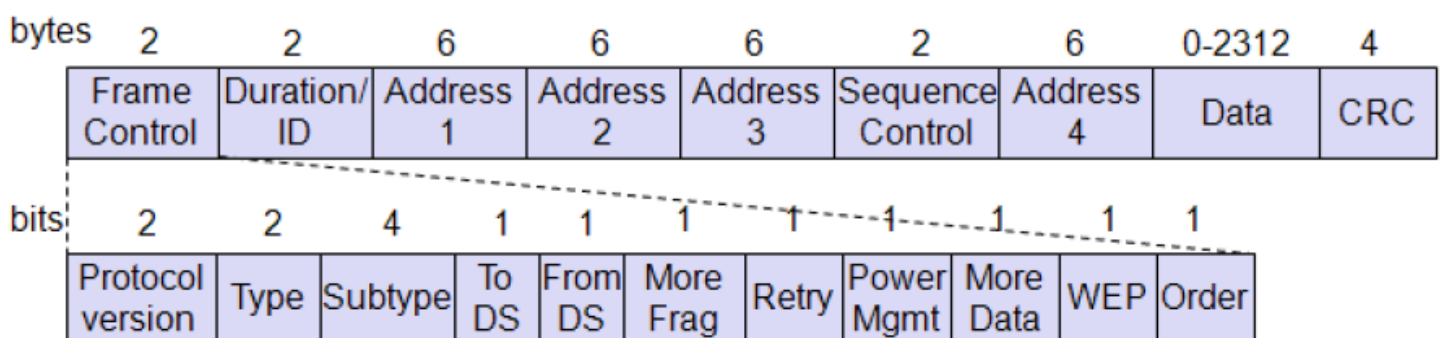 bytes 2 2 6 6 6 2 6 0-2312 4
Frame Control Duration/ ID Address 1 Address 2 Address 3 Sequence Control Address 4 Data CRC
bits 2 2 4 1 1 1 1 1 1 1 1
Protocol version Type Subtype To DS From DS More Frag Retry Power Mgmt More Data WEP Order